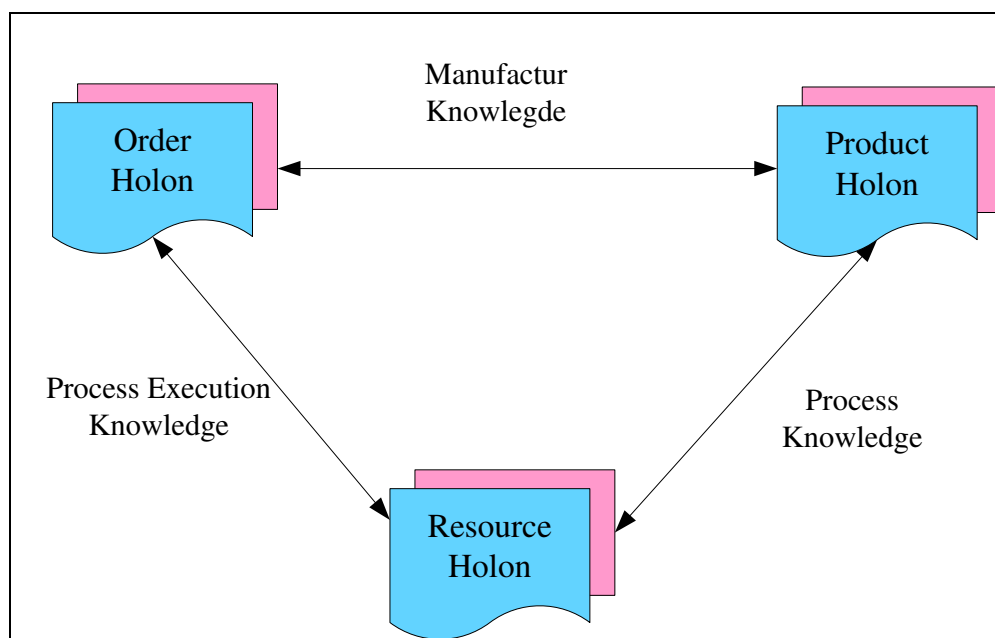 Manufactur
Knowlegde
Order
Holon
Product
Holon
Process Execution
Knowledge
Process
Knowledge
Resource
Holon